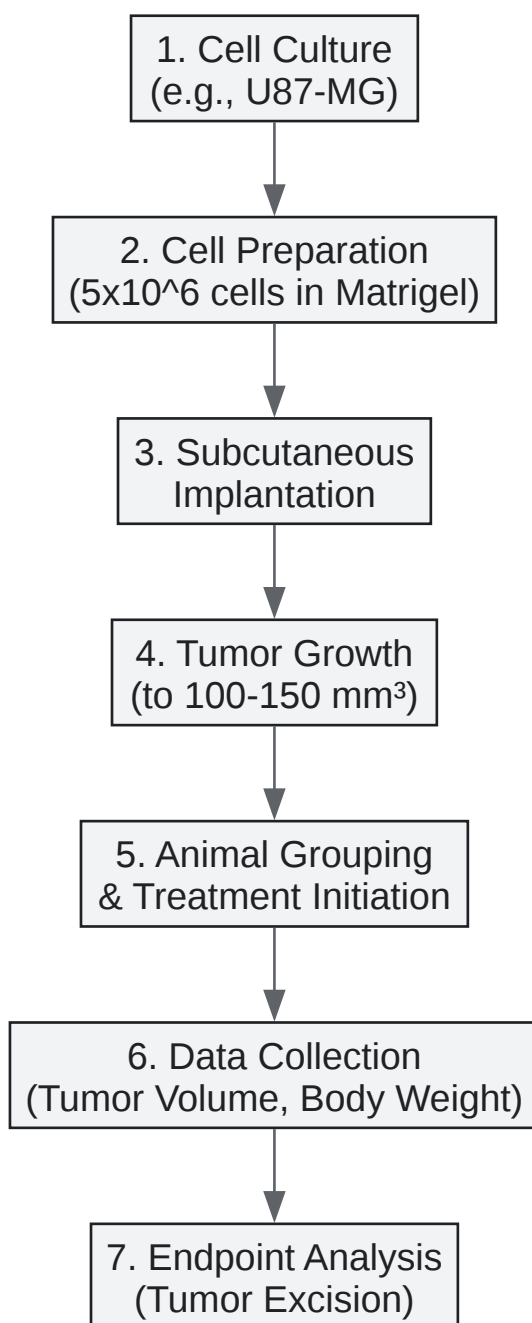 1. Cell Culture
(e.g., U87-MG)
2. Cell Preparation
(5x10^6 cells in Matrigel)
3. Subcutaneous
Implantation
4. Tumor Growth
(to 100-150 mm³)
5. Animal Grouping
& Treatment Initiation
6. Data Collection
(Tumor Volume, Body Weight)
7. Endpoint Analysis
(Tumor Excision)